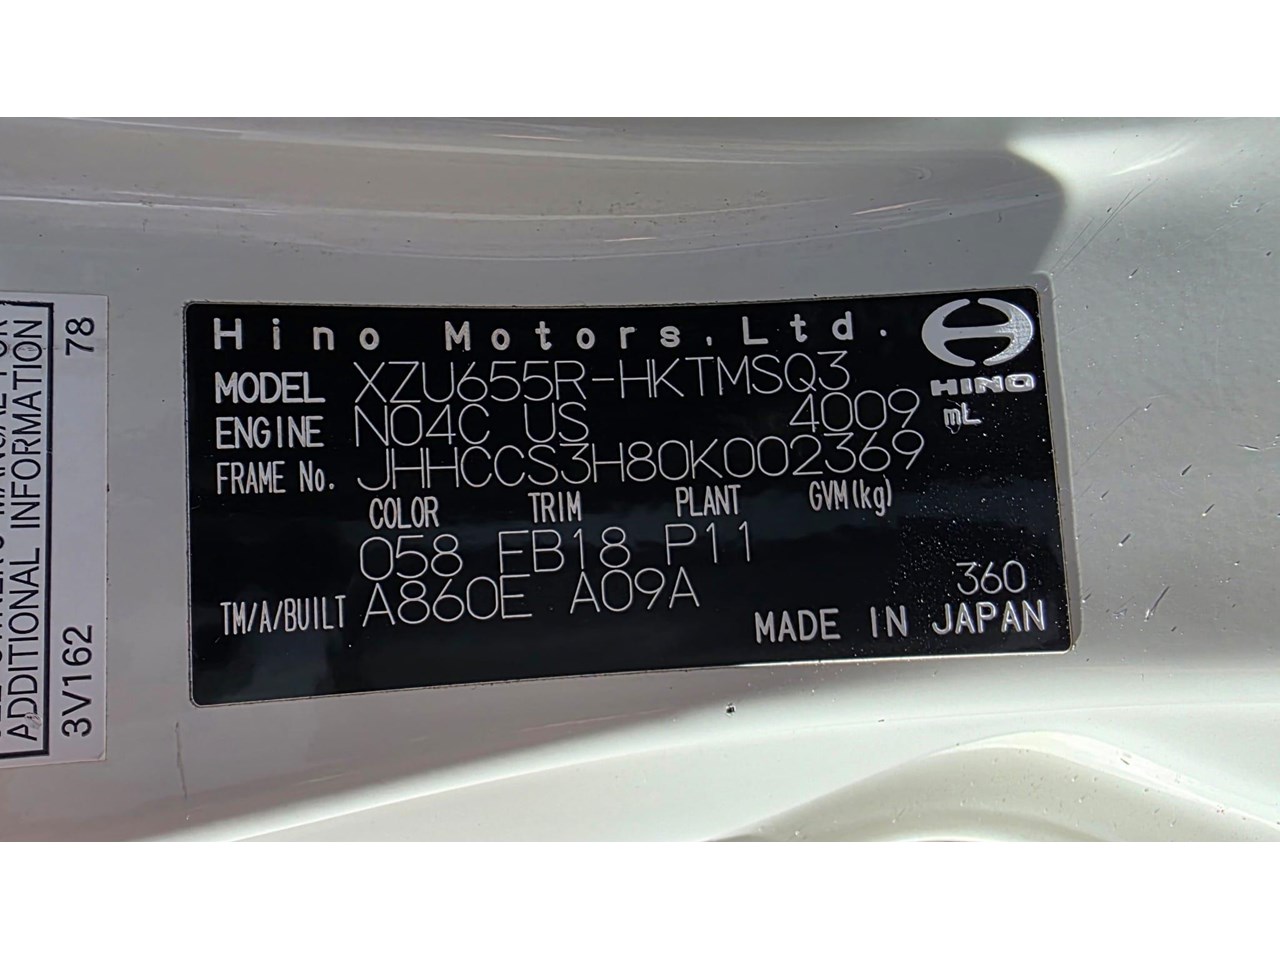 Hino Motors, Ltd.
HINO
MODEL XZU655R-HKTMSQ3
ENGINE N04C US 4009 mL
FRAME No. JHHCCS3H80K002369
COLOR TRIM PLANT GVM(kg)
058 EB18 P11
TM/A/BUILT A860E A09A
360
MADE IN JAPAN
ADDITIONAL INFORMATION
3V162 78